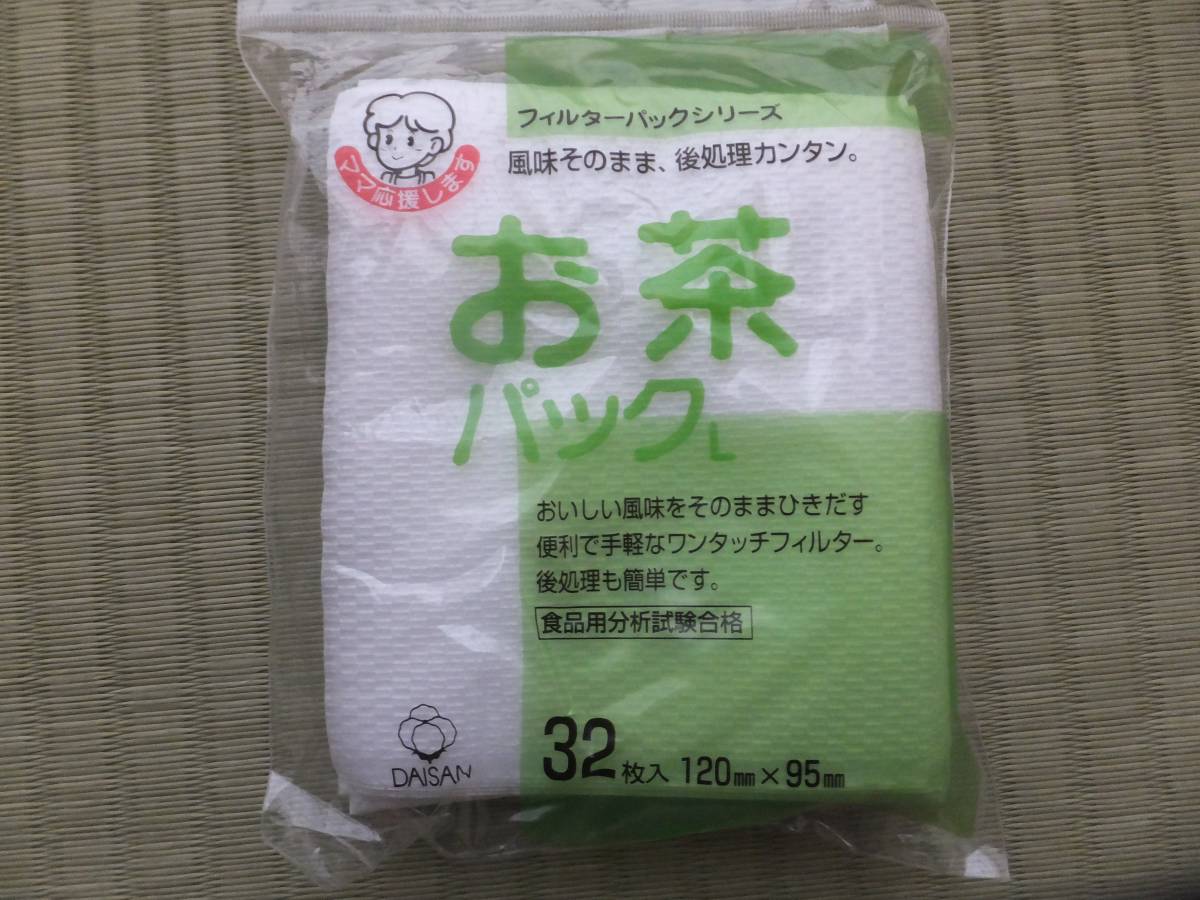 フィルターパックシリーズ
風味そのまま、後処理カンタン。
ママ応援します
お茶
パックL
おいしい風味をそのままひきだす
便利で手軽なワンタッチフィルター。
後処理も簡単です。
食品用分析試験合格
DAISAN
32枚入 120mm×95mm